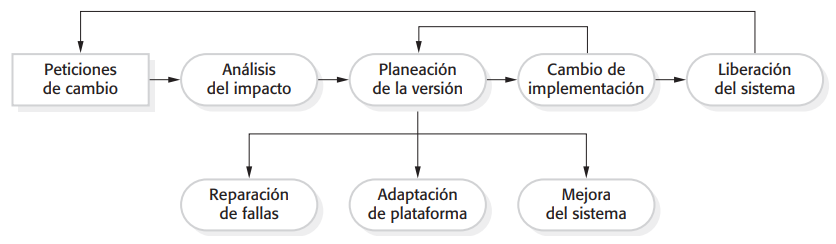 Peticiones
de cambio
Análisis
del impacto
Planeación
de la versión
Cambio de
implementación
Liberación
del sistema
Reparación
de fallas
Adaptación
de plataforma
Mejora
del sistema